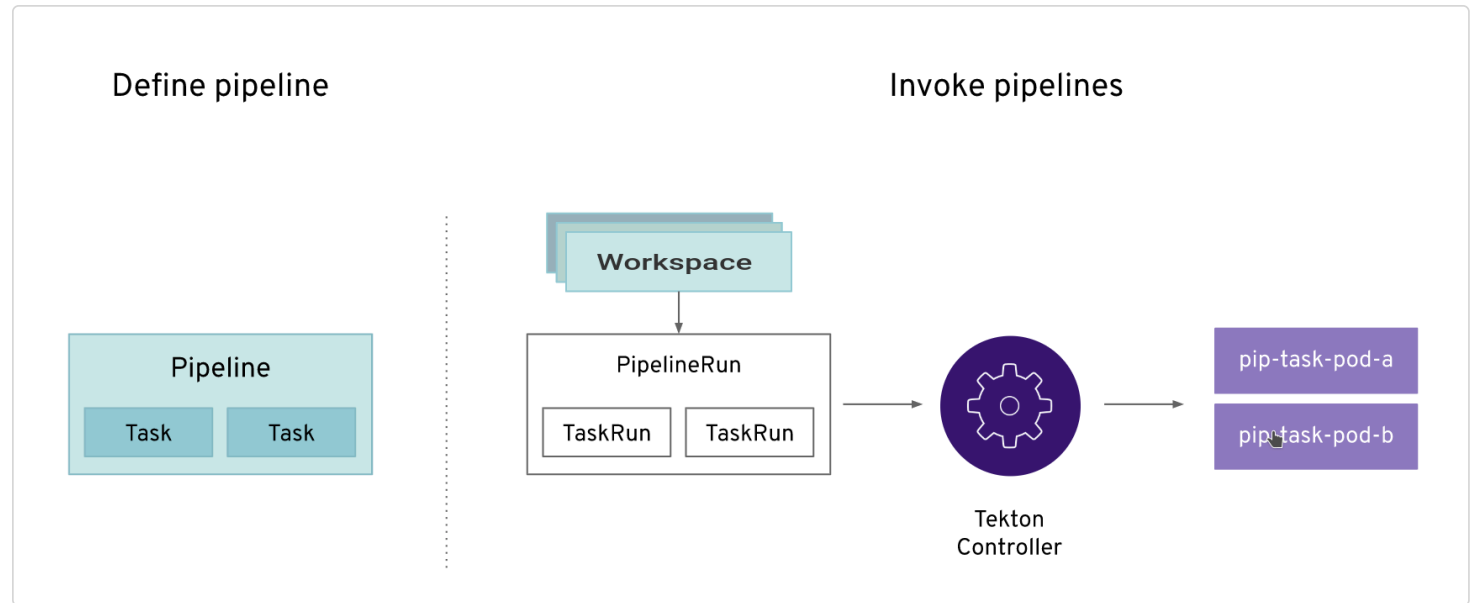 Define pipeline
Invoke pipelines
Workspace
Pipeline
Task
Task
PipelineRun
TaskRun
TaskRun
Tekton
Controller
pip-task-pod-a
pip-task-pod-b